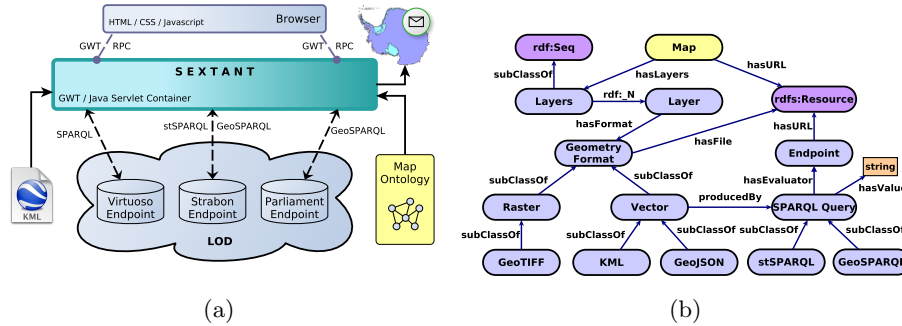 HTML / CSS / Javascript Browser
GWT RPC GWT RPC
SEXTANT
GWT / Java Servlet Container
SPARQL stSPARQL GeoSPARQL GeoSPARQL
KML
Virtuoso
Endpoint
Strabon
Endpoint
Parliament
Endpoint
LOD
Map
Ontology
(a)
rdf:Seq Map
subClassOf hasLayers hasURL
Layers rdf:_N Layer rdfs:Resource
hasFormat hasFile hasURL
Geometry
Format
Endpoint
string
subClassOf subClassOf hasEvaluator hasValue
Raster Vector producedBy SPARQL Query
subClassOf subClassOf subClassOf subClassOf subClassOf
GeoTIFF KML GeoJSON stSPARQL GeoSPARQL
(b)